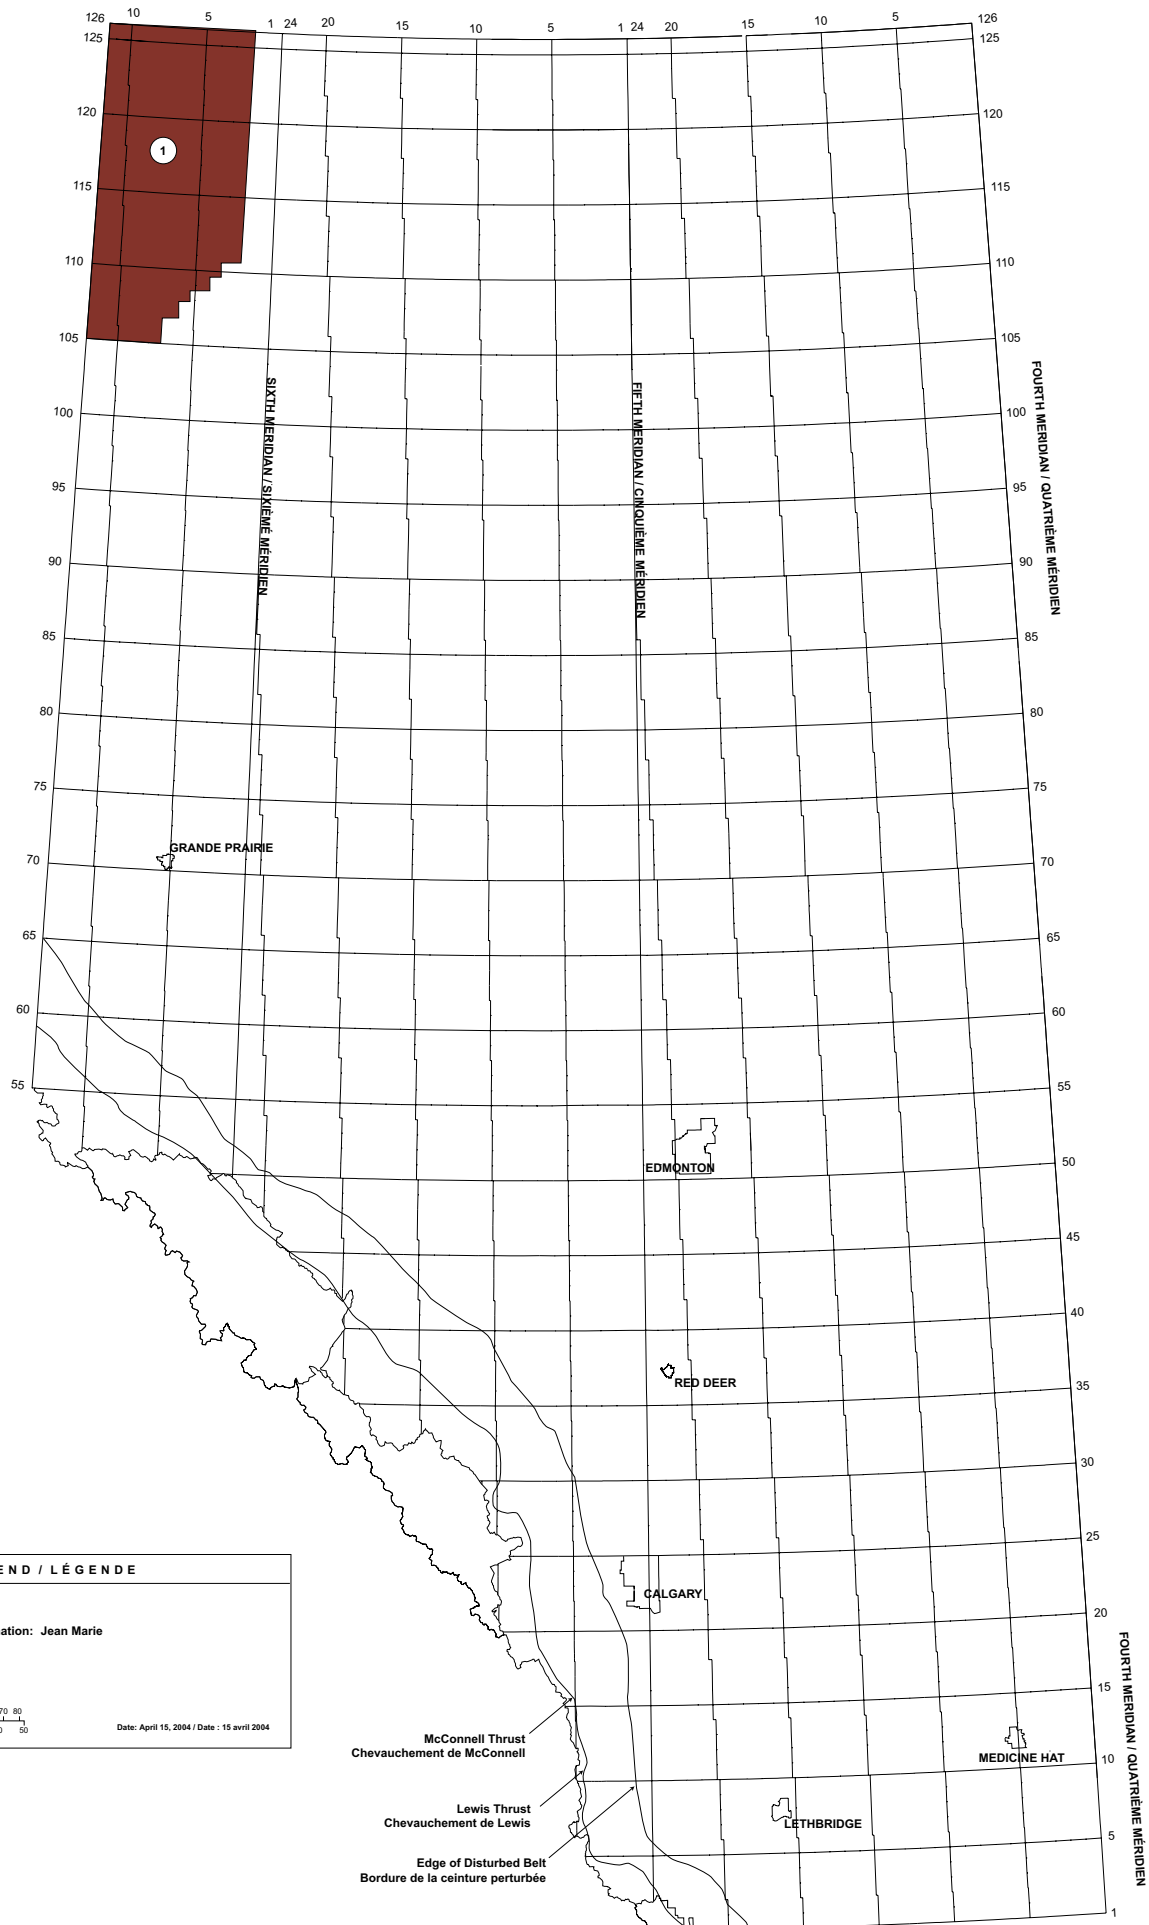 126 10 5 1 24 20 15 10 5 1 24 20 15 10 5 126
125 125
120 120
1
115 115
110 110
105 105
100 100
95 95
90 90
85 85
80 80
75 75
70 70
65 65
60 60
55 55
50
45
40
35
30
25
20
15
10
5
1
SIXTH MERIDIAN / SIXIÈME MÉRIDIEN
FIFTH MERIDIAN / CINQUIÈME MÉRIDIEN
FOURTH MERIDIAN / QUATRIÈME MÉRIDIEN
GRANDE PRAIRIE
EDMONTON
RED DEER
CALGARY
FOURTH MERIDIAN / QUATRIÈME MÉRIDIEN
MEDICINE HAT
LETHBRIDGE
McConnell Thrust
Chevauchement de McConnell
Lewis Thrust
Chevauchement de Lewis
Edge of Disturbed Belt
Bordure de la ceinture perturbée
END / LÉGENDE
ation: Jean Marie
70 80
0 50
Date: April 15, 2004 / Date : 15 avril 2004